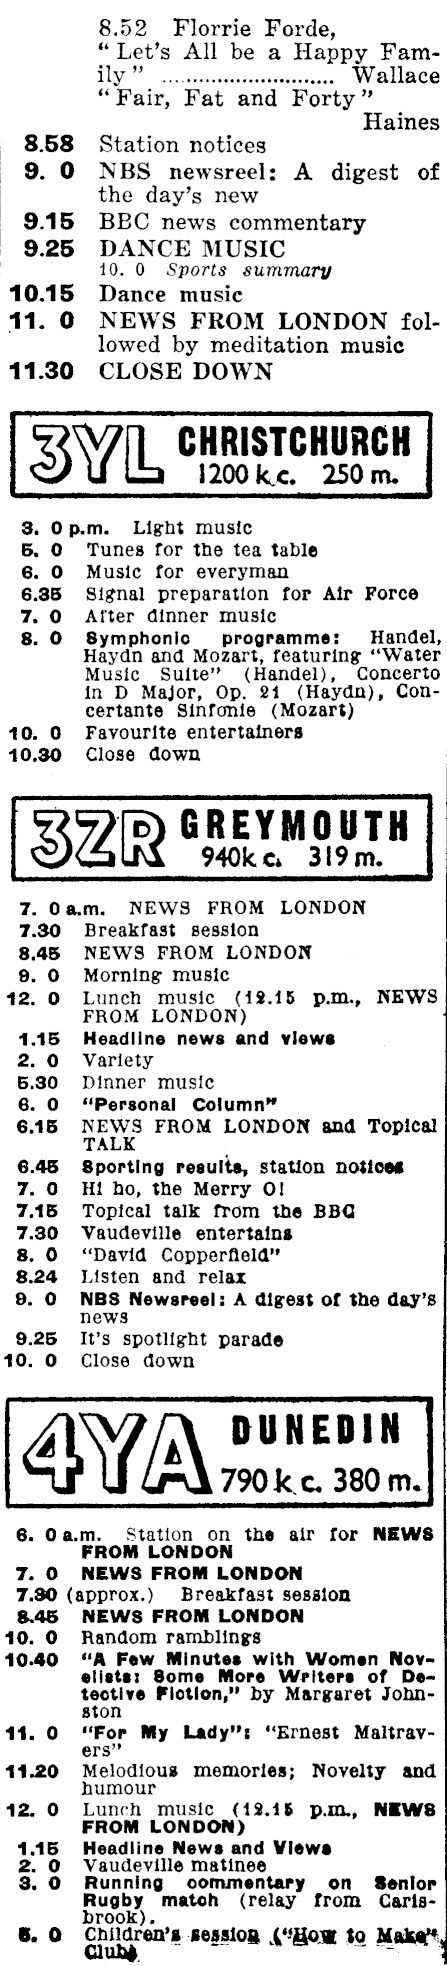 8.52 Florrie Forde,
"Let's All be a Happy Fam-
ily" .......................... Wallace
"Fair, Fat and Forty"
Haines
8.58 Station notices
9. 0 NBS newsreel: A digest of
the day's new
9.15 BBC news commentary
9.25 DANCE MUSIC
10. 0 Sports summary
10.15 Dance music
11. 0 NEWS FROM LONDON fol-
lowed by meditation music
11.30 CLOSE DOWN
3YL CHRISTCHURCH
1200 k.c. 250 m.
3. 0 p.m. Light music
5. 0 Tunes for the tea table
6. 0 Music for everyman
6.35 Signal preparation for Air Force
7. 0 After dinner music
8. 0 Symphonic programme: Handel,
Haydn and Mozart, featuring "Water
Music Suite" (Handel), Concerto
in D Major, Op. 21 (Haydn), Con-
certante Sinfonie (Mozart)
10. 0 Favourite entertainers
10.30 Close down
3ZR GREYMOUTH
940k.c. 319 m.
7. 0 a.m. NEWS FROM LONDON
7.30 Breakfast session
8.45 NEWS FROM LONDON
9. 0 Morning music
12. 0 Lunch music (12.15 p.m., NEWS
FROM LONDON)
1.15 Headline news and views
2. 0 Variety
5.30 Dinner music
6. 0 "Personal Column"
6.15 NEWS FROM LONDON and Topical
TALK
6.45 Sporting results, station notices
7. 0 Hi ho, the Merry O!
7.15 Topical talk from the BBC
7.30 Vaudeville entertains
8. 0 "David Copperfield"
8.24 Listen and relax
9. 0 NBS Newsreel: A digest of the day's
news
9.25 It's spotlight parade
10. 0 Close down
4YA DUNEDIN
790 k.c. 380 m.
6. 0 a.m. Station on the air for NEWS
FROM LONDON
7. 0 NEWS FROM LONDON
7.30 (approx.) Breakfast session
8.45 NEWS FROM LONDON
10. 0 Random ramblings
10.40 "A Few Minutes with Women Nov-
elists: Some More Writers of De-
tective Fiction," by Margaret John-
ston
11. 0 "For My Lady": "Ernest Maltrav-
ers"
11.20 Melodious memories; Novelty and
humour
12. 0 Lunch music (12.15 p.m., NEWS
FROM LONDON)
1.15 Headline News and Views
2. 0 Vaudeville matinee
3. 0 Running commentary on Senior
Rugby match (relay from Caris-
brook).
5. 0 Children's session ("How to Make"
Club)